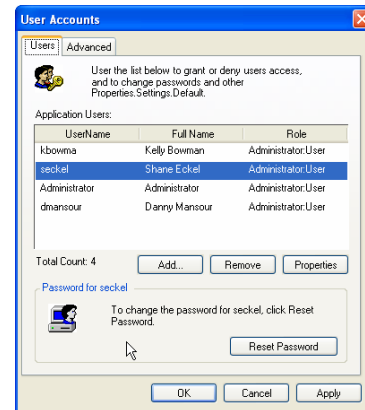 User Accounts
Users Advanced
User the list below to grant or deny users access,
and to change passwords and other
Properties.Settings.Default.
Application Users:
UserName Full Name Role
kbowma Kelly Bowman Administrator:User
seckel Shane Eckel Administrator:User
Administrator Administrator Administrator:User
dmansour Danny Mansour Administrator:User
Total Count: 4 Add... Remove Properties
Password for seckel
To change the password for seckel, click Reset
Password.
Reset Password
OK Cancel Apply